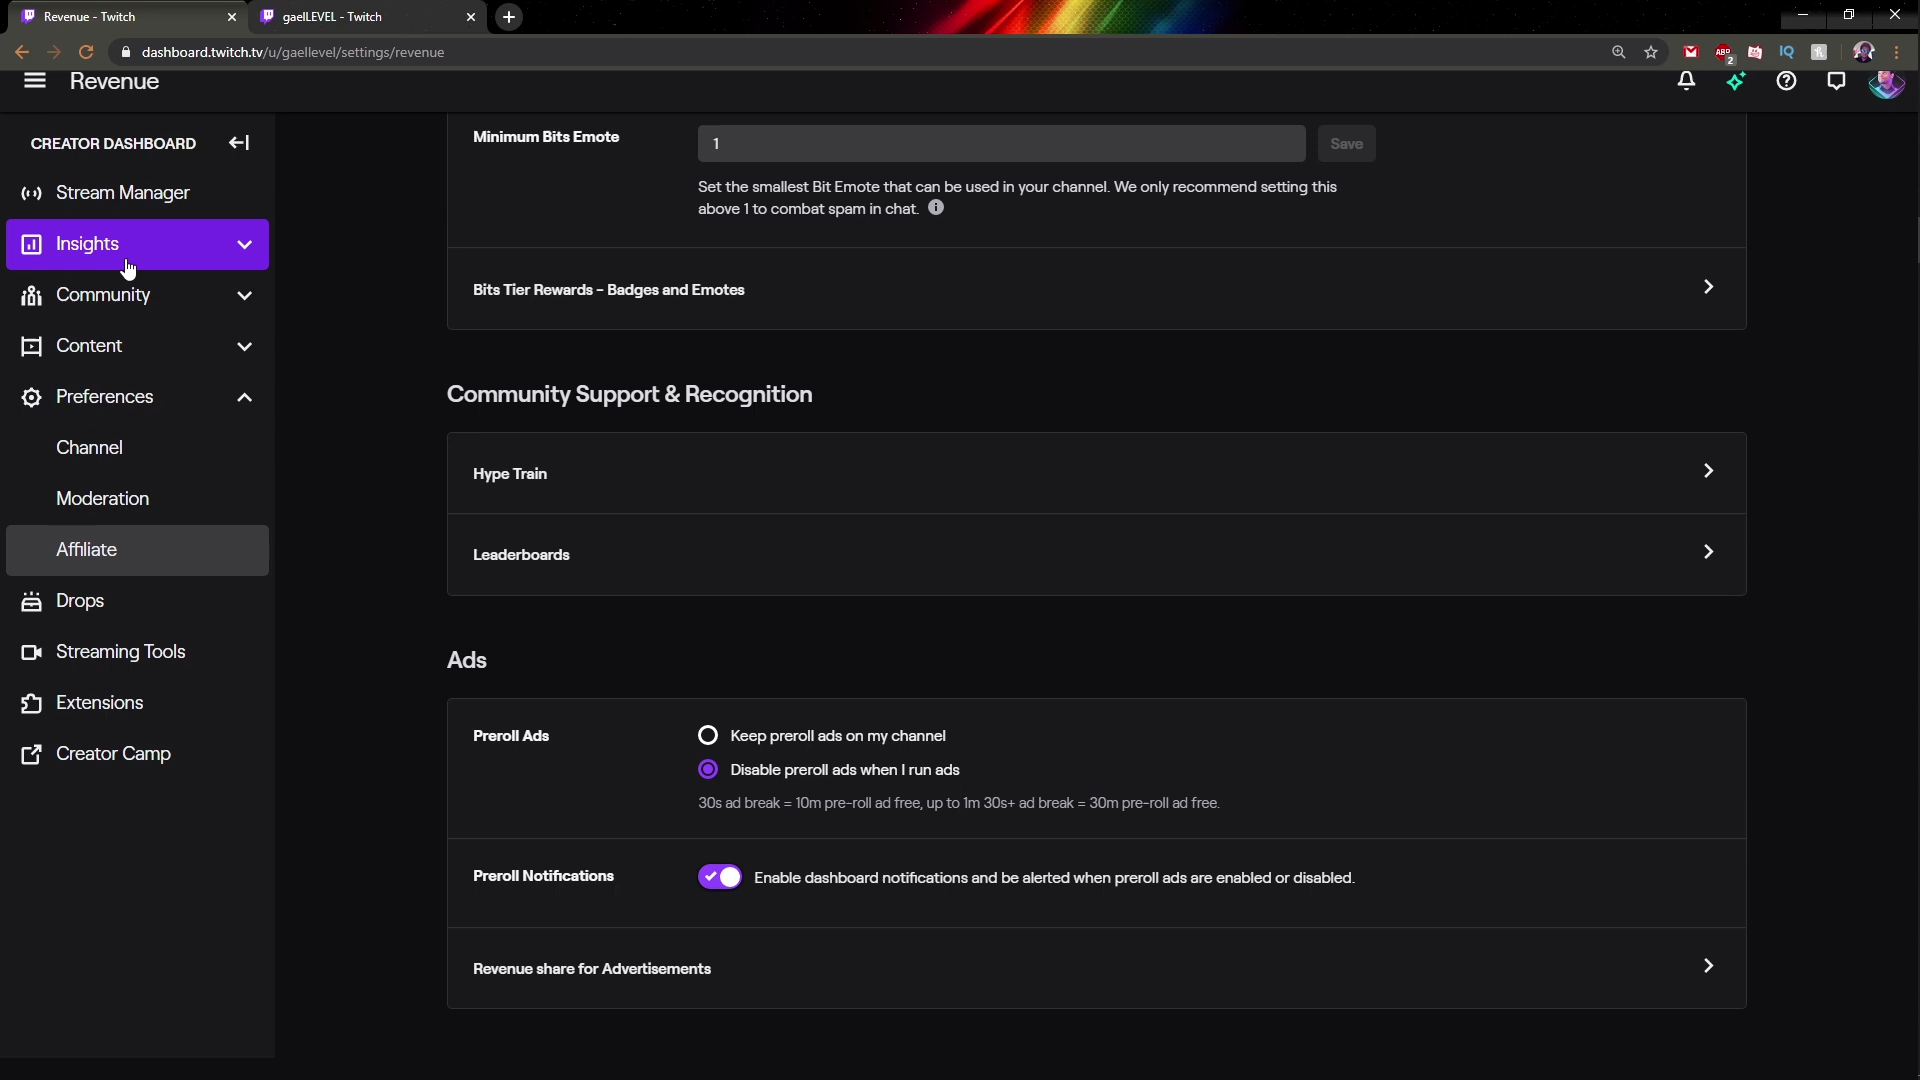 Revenue - Twitch
gaelLEVEL - Twitch
dashboard.twitch.tv/u/gaellevel/settings/revenue
ABP
2
IQ
Revenue
CREATOR DASHBOARD
Stream Manager
Insights
Community
Content
Preferences
Channel
Moderation
Affiliate
Drops
Streaming Tools
Extensions
Creator Camp
Minimum Bits Emote
1
Save
Set the smallest Bit Emote that can be used in your channel. We only recommend setting this
above 1 to combat spam in chat.
Bits Tier Rewards - Badges and Emotes
Community Support & Recognition
Hype Train
Leaderboards
Ads
Preroll Ads
Keep preroll ads on my channel
Disable preroll ads when I run ads
30s ad break = 10m pre-roll ad free, up to 1m 30s+ ad break = 30m pre-roll ad free.
Preroll Notifications
Enable dashboard notifications and be alerted when preroll ads are enabled or disabled.
Revenue share for Advertisements